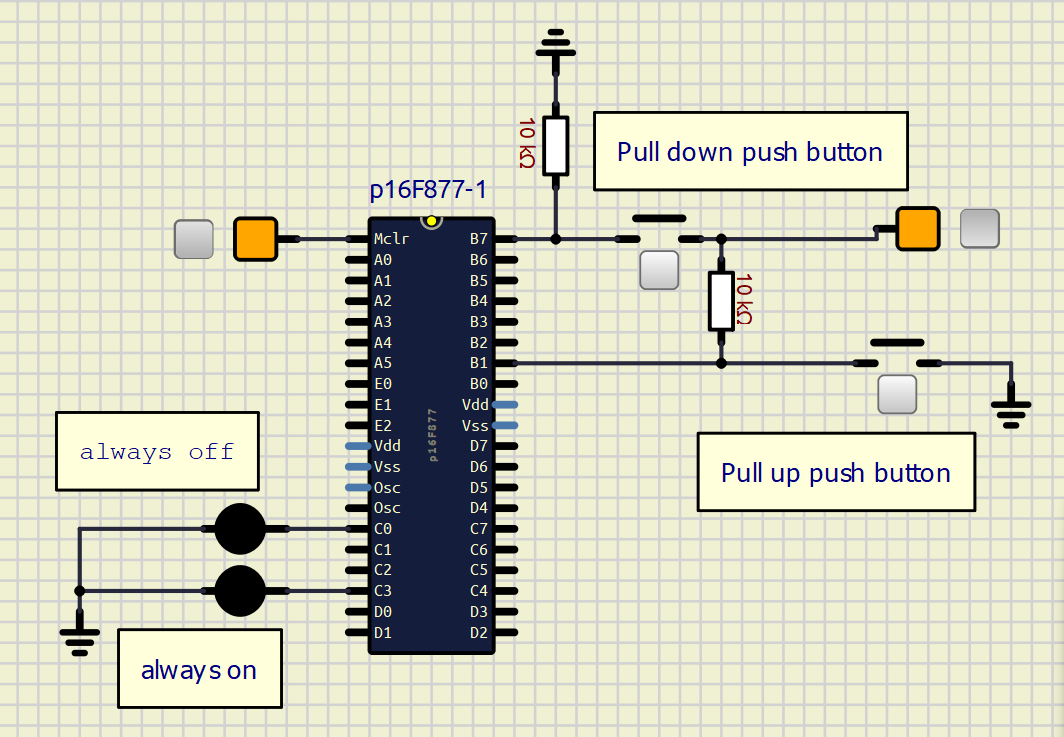 10 kΩ
Pull down push button
p16F877-1
Mclr B7
A0 B6
A1 B5
A2 B4
A3 B3
A4 B2
A5 B1
E0 B0
E1 Vdd
E2 Vss
Vdd D7
Vss D6
Osc D5
Osc D4
C0 C7
C1 C6
C2 C5
C3 C4
D0 D3
D1 D2
p16F877
10 kΩ
always off
Pull up push button
always on